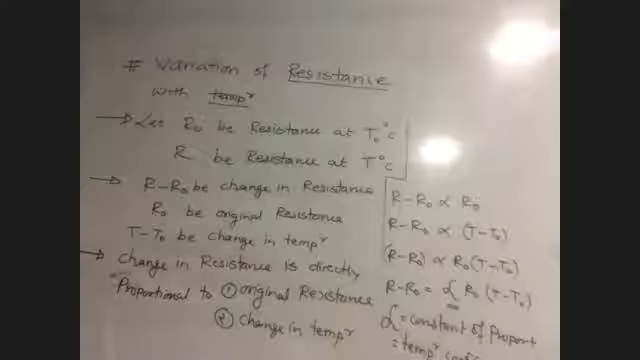 # Variation of Resistance
with tempr
→ Let R₀ be Resistance at T₀°c
R be Resistance at T°c
→ R-R₀ be change in Resistance
R₀ be original Resistance
T-T₀ be change in tempr
→ change in Resistance is directly
Proportional to ① original Resistance
② change in tempr
R-R₀ ∝ R₀
R-R₀ ∝ (T-T₀)
(R-R₀) ∝ R₀(T-T₀)
R-R₀ = α R₀ (T-T₀)
α = constant of Proport
= tempr